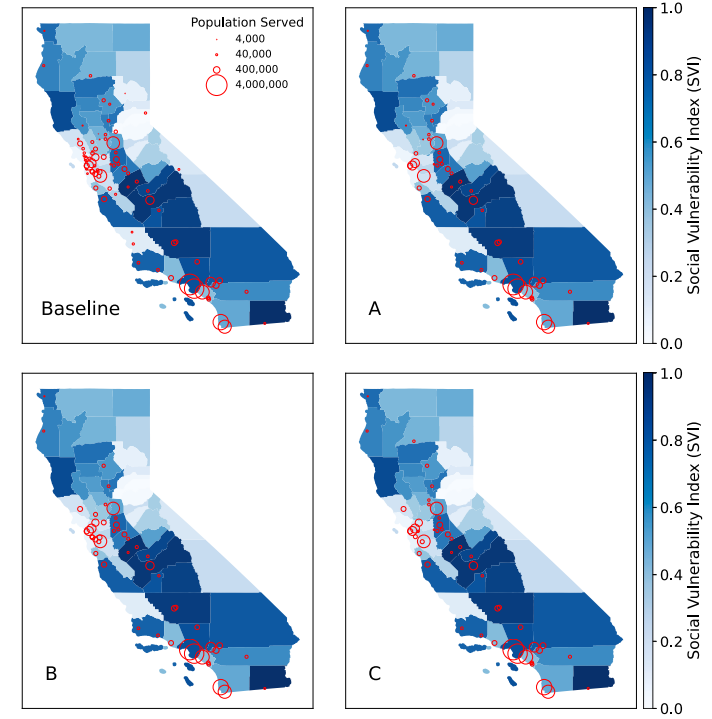 Population Served
4,000
40,000
400,000
4,000,000
Baseline
A
1.0
0.8
0.6
0.4
0.2
0.0
Social Vulnerability Index (SVI)
B
C
1.0
0.8
0.6
0.4
0.2
0.0
Social Vulnerability Index (SVI)